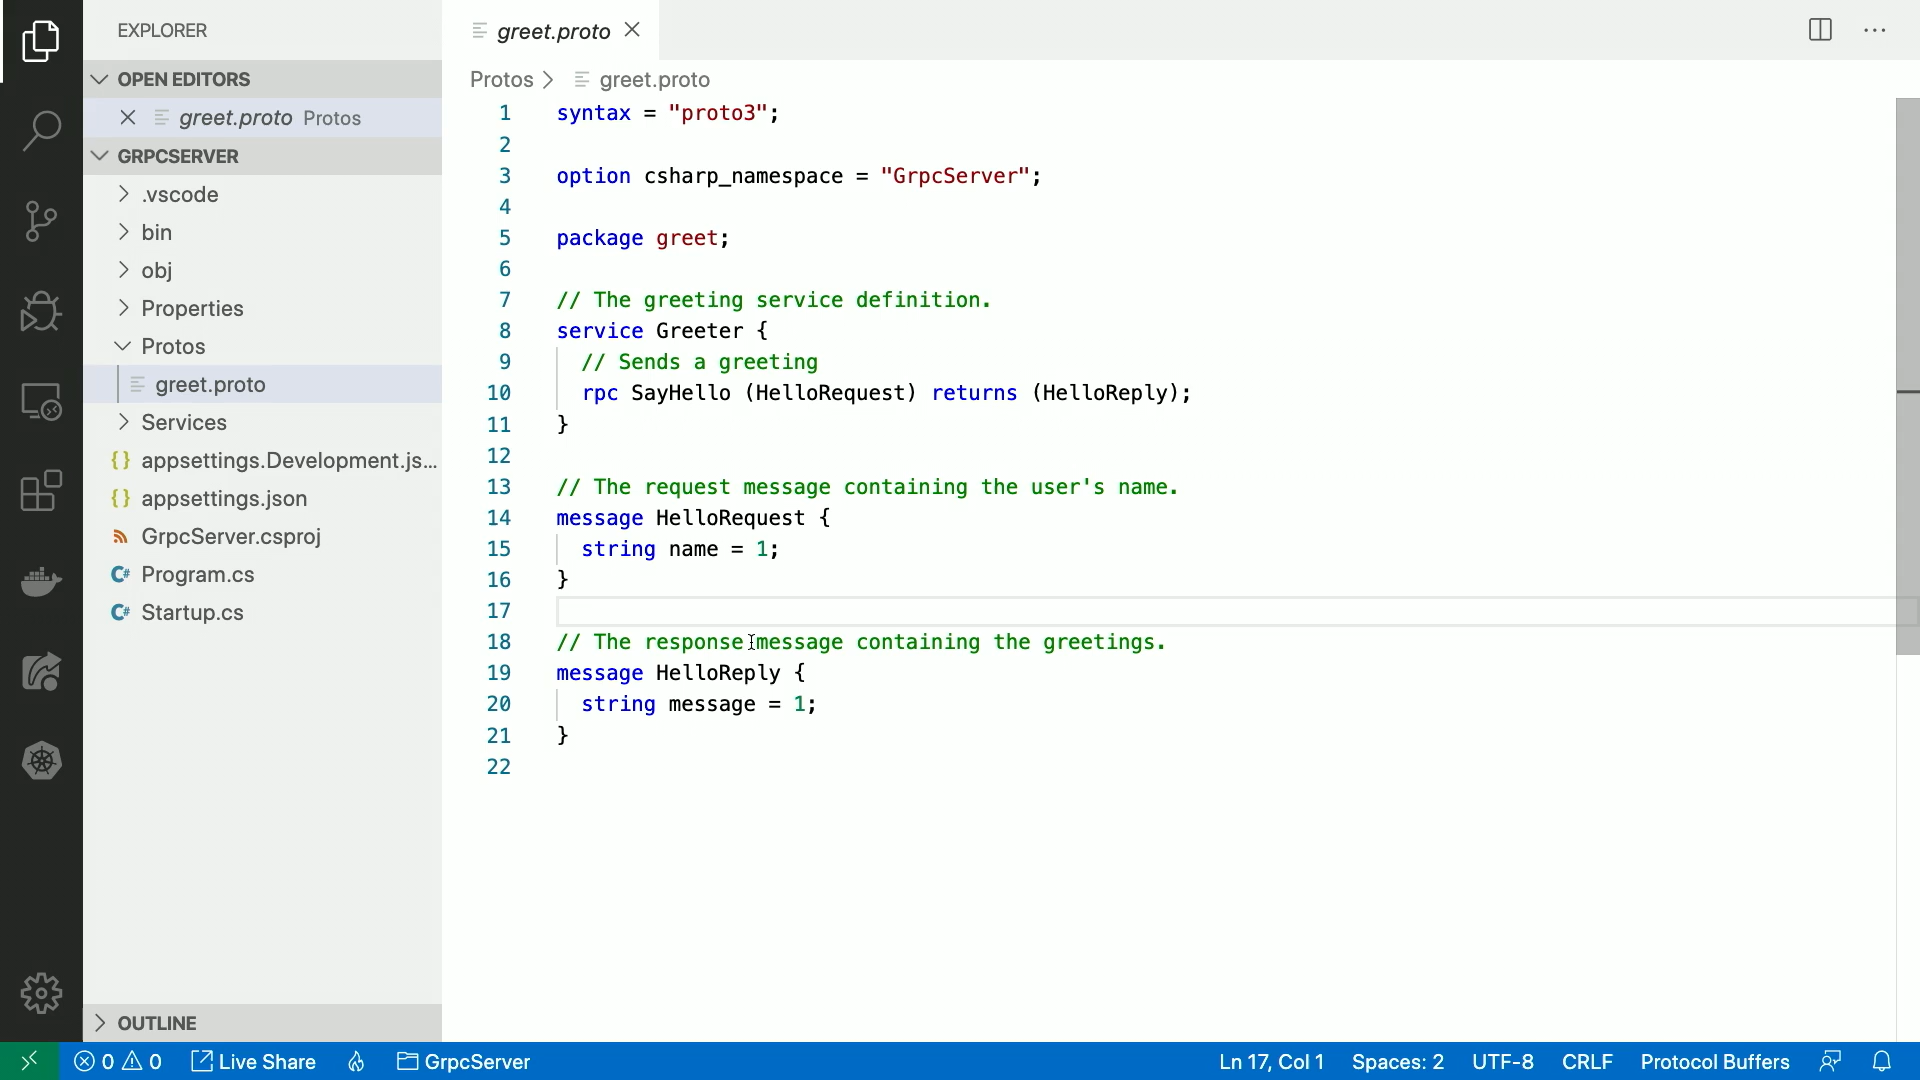 EXPLORER
OPEN EDITORS
greet.proto Protos
GRPCSERVER
.vscode
bin
obj
Properties
Protos
greet.proto
Services
appsettings.Development.js...
appsettings.json
GrpcServer.csproj
Program.cs
Startup.cs
OUTLINE
greet.proto
Protos > greet.proto
1 syntax = "proto3";
2
3 option csharp_namespace = "GrpcServer";
4
5 package greet;
6
7 // The greeting service definition.
8 service Greeter {
9 // Sends a greeting
10 rpc SayHello (HelloRequest) returns (HelloReply);
11 }
12
13 // The request message containing the user's name.
14 message HelloRequest {
15 string name = 1;
16 }
17
18 // The response message containing the greetings.
19 message HelloReply {
20 string message = 1;
21 }
22
0 0 Live Share GrpcServer Ln 17, Col 1 Spaces: 2 UTF-8 CRLF Protocol Buffers